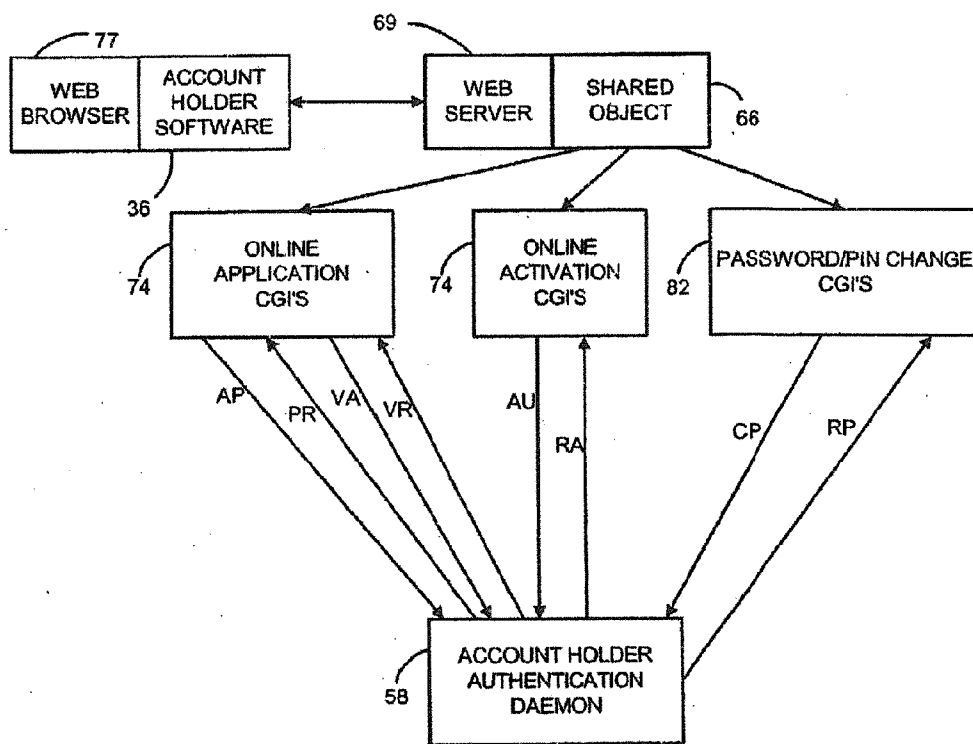 77
69
WEB
BROWSER
ACCOUNT
HOLDER
SOFTWARE
WEB
SERVER
SHARED
OBJECT
66
36
ONLINE
APPLICATION
CGI'S
74
ONLINE
ACTIVATION
CGI'S
74
PASSWORD/PIN CHANGE
CGI'S
82
AP
PR
VA
VR
AU
RA
CP
RP
ACCOUNT HOLDER
AUTHENTICATION
DAEMON
58